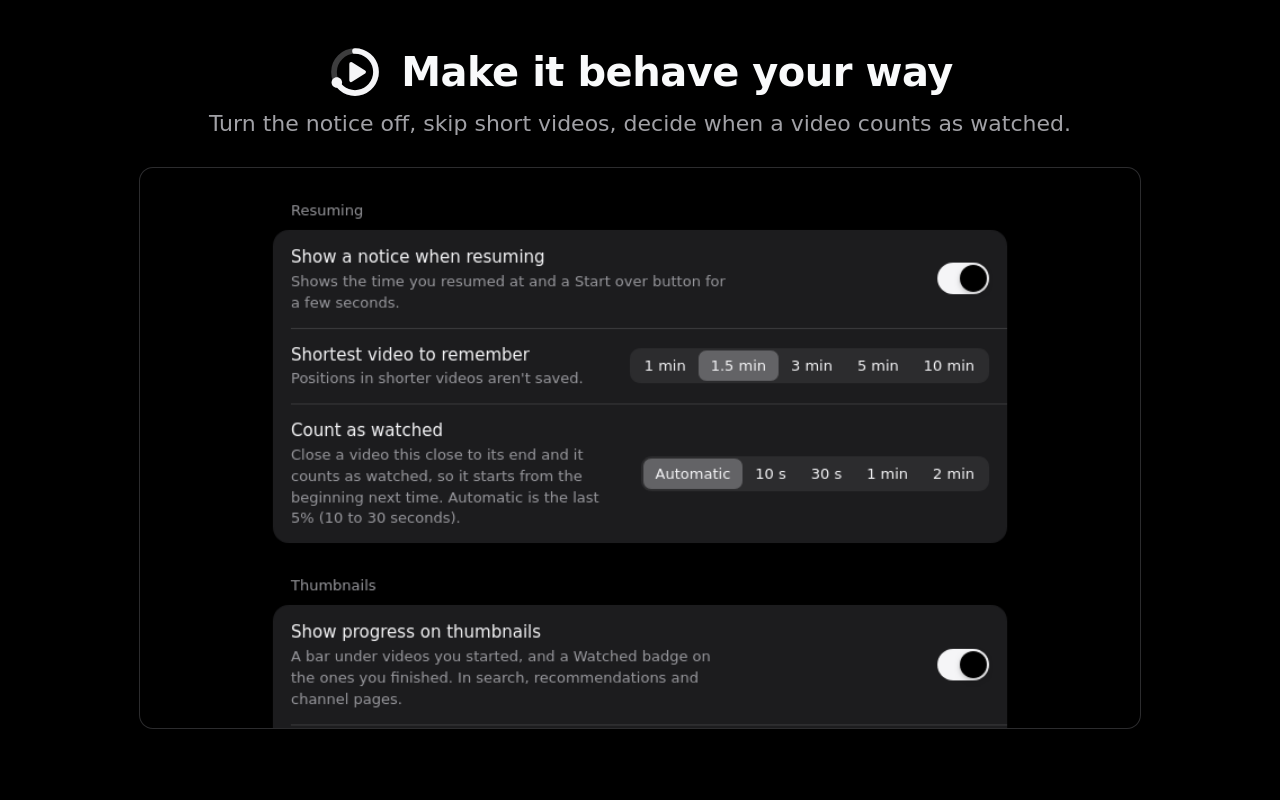 Make it behave your way
Turn the notice off, skip short videos, decide when a video counts as watched.
Resuming
Show a notice when resuming
Shows the time you resumed at and a Start over button for
a few seconds.
Shortest video to remember
Positions in shorter videos aren't saved.
1 min 1.5 min 3 min 5 min 10 min
Count as watched
Close a video this close to its end and it
counts as watched, so it starts from the
beginning next time. Automatic is the last
5% (10 to 30 seconds).
Automatic 10 s 30 s 1 min 2 min
Thumbnails
Show progress on thumbnails
A bar under videos you started, and a Watched badge on
the ones you finished. In search, recommendations and
channel pages.